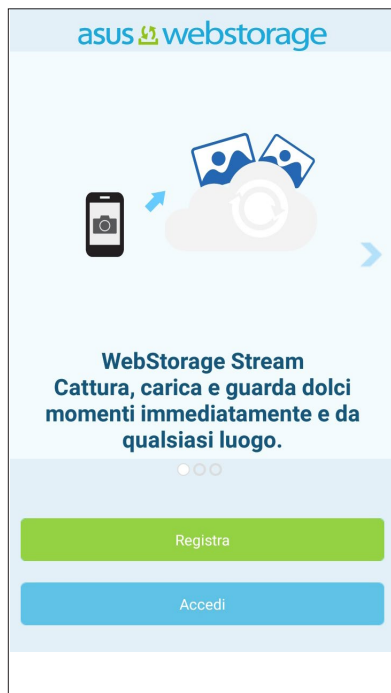 asus webstorage
WebStorage Stream
Cattura, carica e guarda dolci
momenti immediatamente e da
qualsiasi luogo.
Registra
Accedi